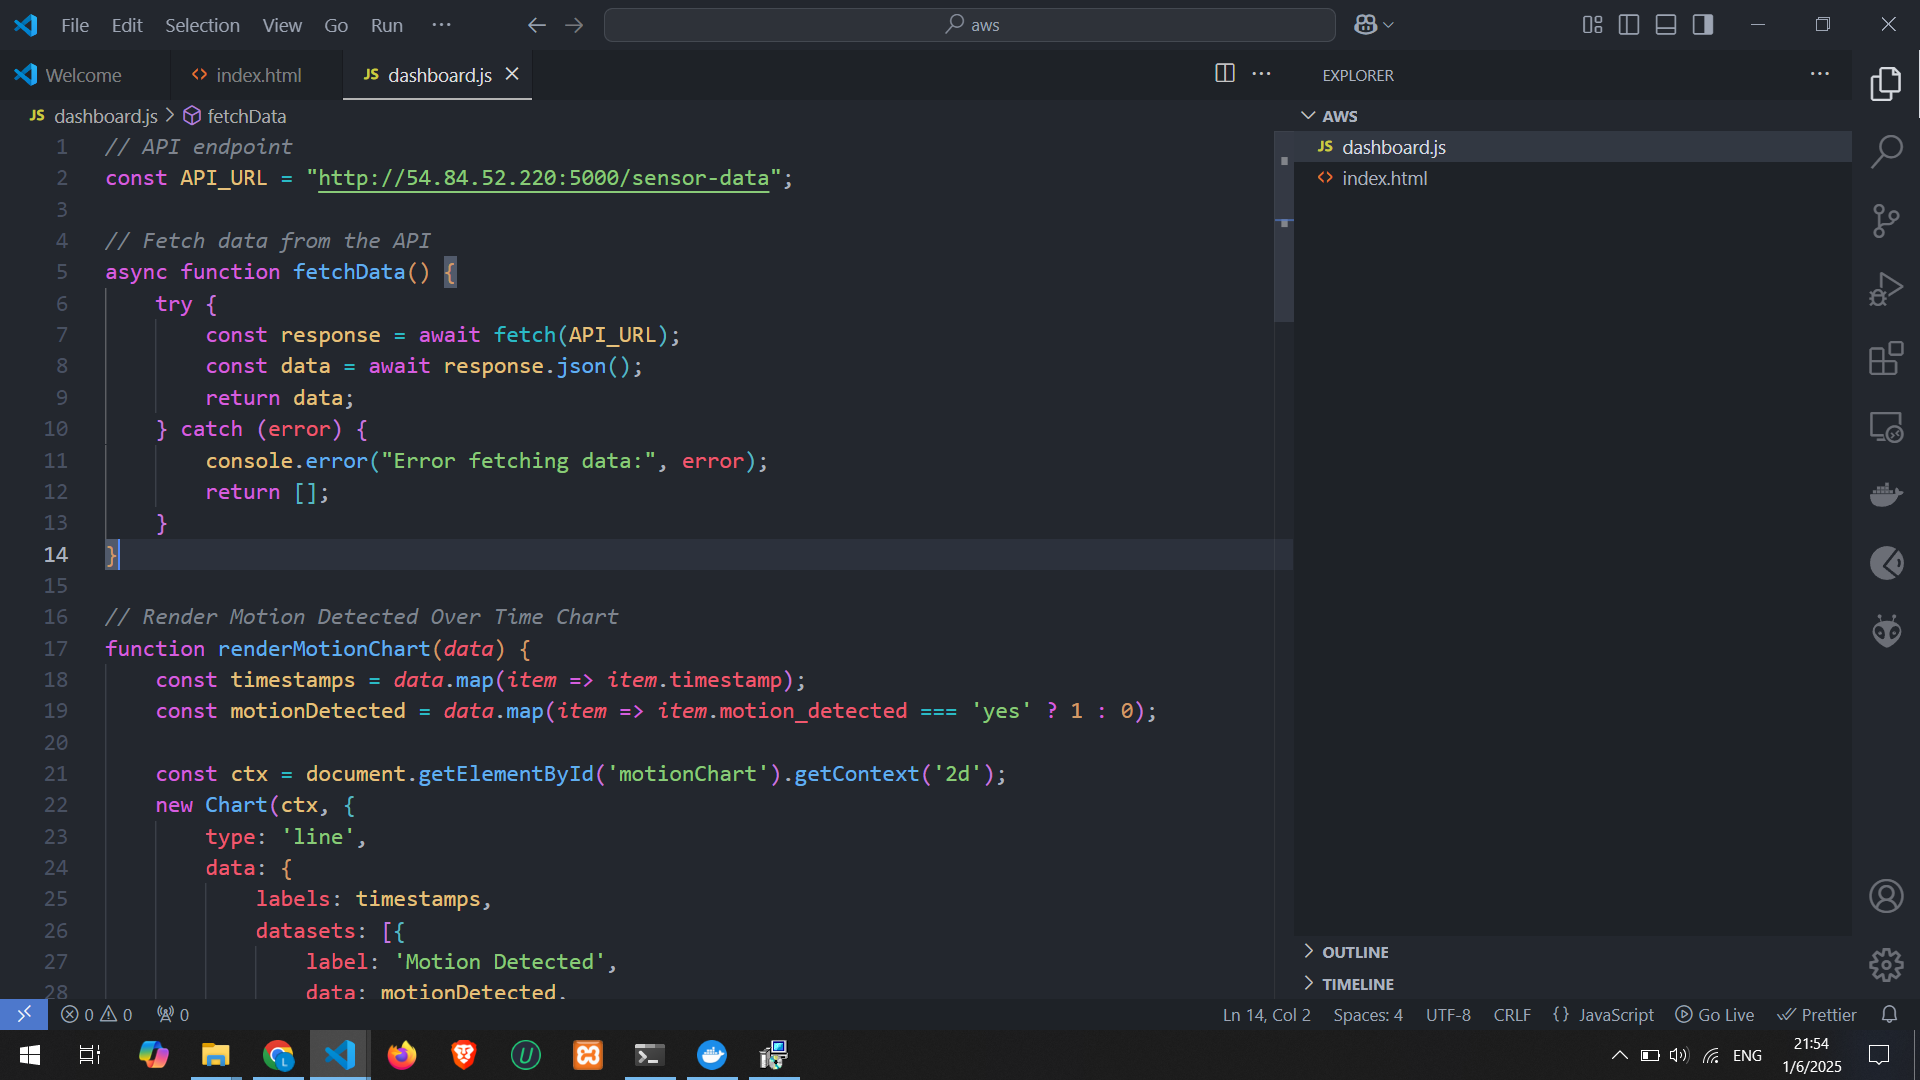 File Edit Selection View Go Run ···
aws
Welcome
index.html
JS dashboard.js
EXPLORER
JS dashboard.js > fetchData
AWS
JS dashboard.js
index.html
1 // API endpoint
2 const API_URL = "http://54.84.52.220:5000/sensor-data";
3
4 // Fetch data from the API
5 async function fetchData() {
6 try {
7 const response = await fetch(API_URL);
8 const data = await response.json();
9 return data;
10 } catch (error) {
11 console.error("Error fetching data:", error);
12 return [];
13 }
14 }
15
16 // Render Motion Detected Over Time Chart
17 function renderMotionChart(data) {
18 const timestamps = data.map(item => item.timestamp);
19 const motionDetected = data.map(item => item.motion_detected === 'yes' ? 1 : 0);
20
21 const ctx = document.getElementById('motionChart').getContext('2d');
22 new Chart(ctx, {
23 type: 'line',
24 data: {
25 labels: timestamps,
26 datasets: [{
27 label: 'Motion Detected',
28 data: motionDetected,
OUTLINE
TIMELINE
0 0 0
Ln 14, Col 2 Spaces: 4 UTF-8 CRLF {} JavaScript Go Live Prettier
ENG
21:54
1/6/2025